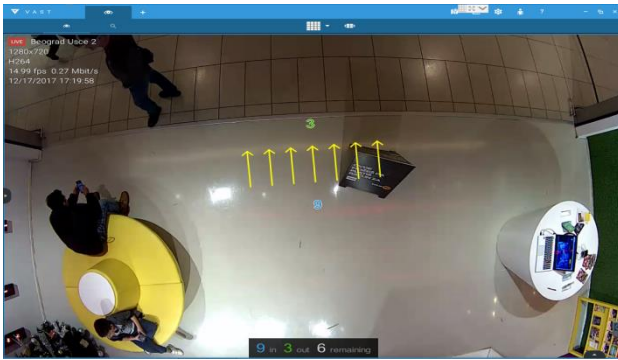 VAST
+
?
LIVE Beograd Usce 2
1280x720
H264
14.99 fps 0.27 Mbit/s
12/17/2017 17:19:58
3
9
9 in 3 out 6 remaining